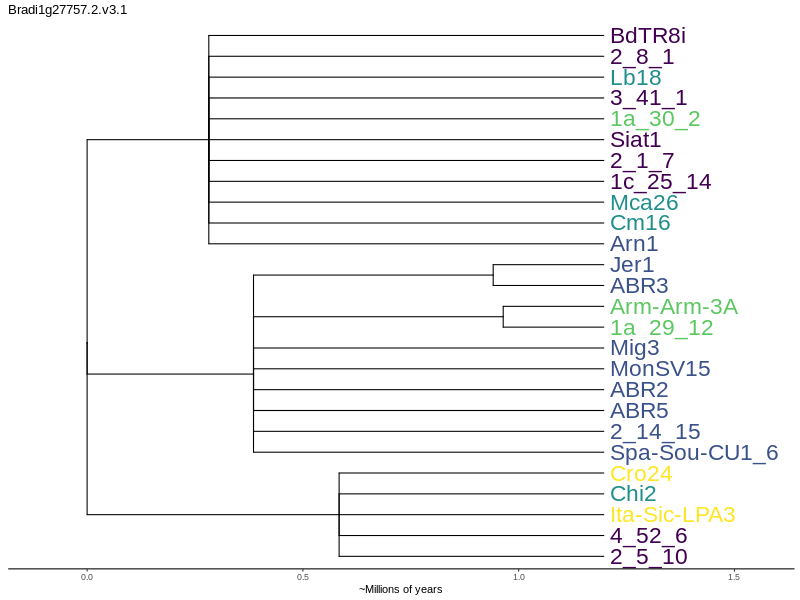 Bradi1g27757.2.v3.1
BdTR8i
2_8_1
Lb18
3_41_1
1a_30_2
Siat1
2_1_7
1c_25_14
Mca26
Cm16
Arn1
Jer1
ABR3
Arm-Arm-3A
1a_29_12
Mig3
MonSV15
ABR2
ABR5
2_14_15
Spa-Sou-CU1_6
Cro24
Chi2
Ita-Sic-LPA3
4_52_6
2_5_10
0.0 0.5 1.0 1.5
~Millions of years